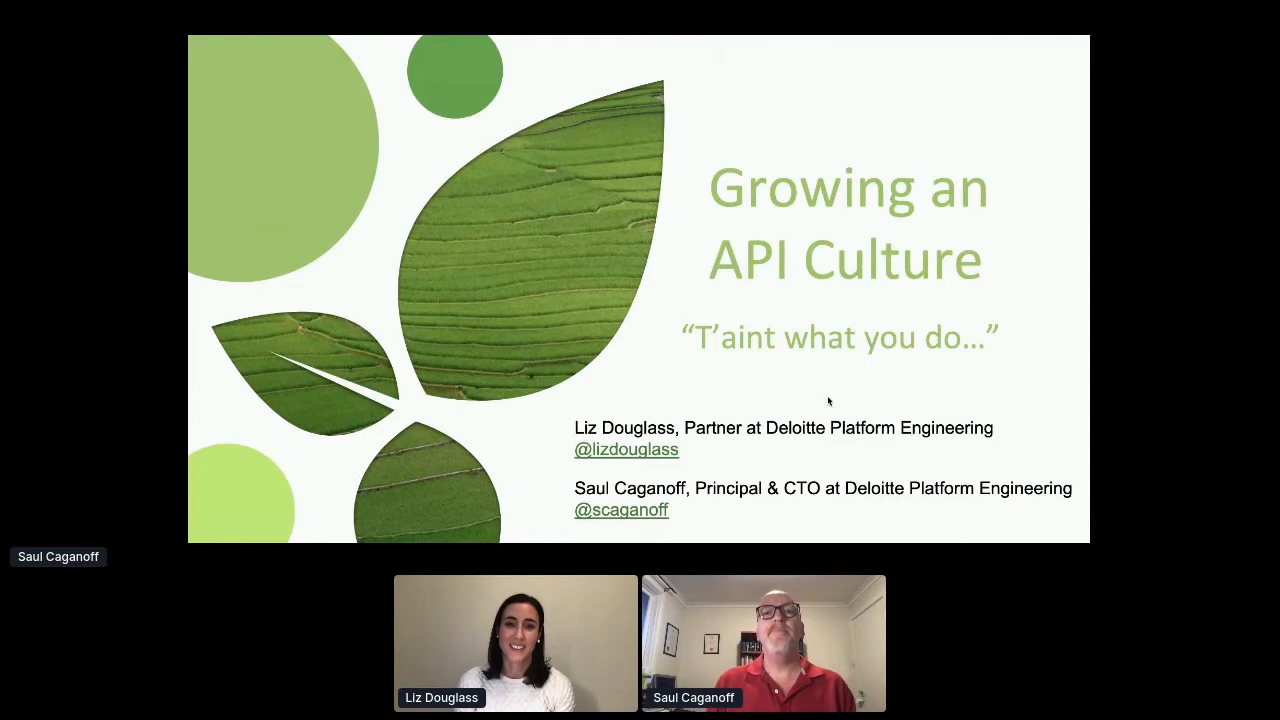 Growing an
API Culture
“T’aint what you do…”
Liz Douglass, Partner at Deloitte Platform Engineering
@lizdouglass
Saul Caganoff, Principal & CTO at Deloitte Platform Engineering
@scaganoff
Saul Caganoff
Liz Douglass
Saul Caganoff